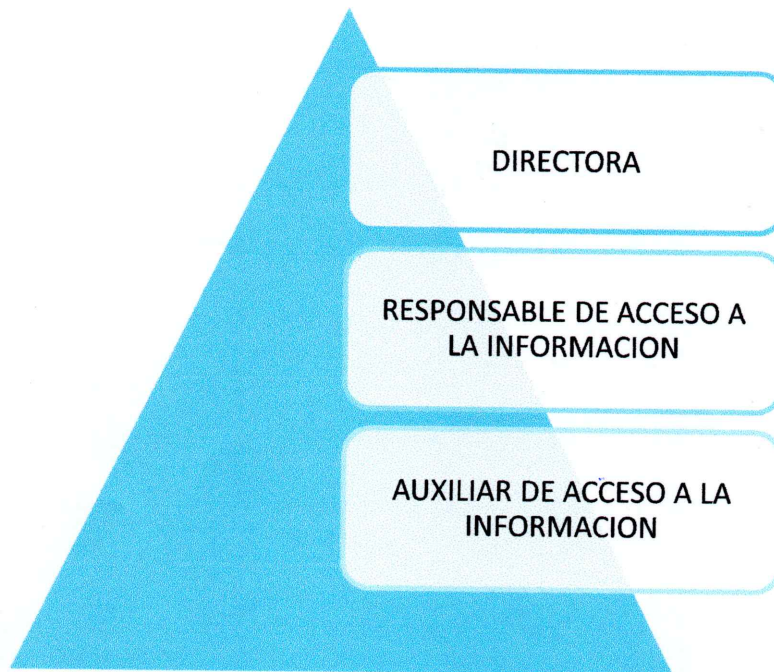 DIRECTORA
RESPONSABLE DE ACCESO A
LA INFORMACION
AUXILIAR DE ACCESO A LA
INFORMACION